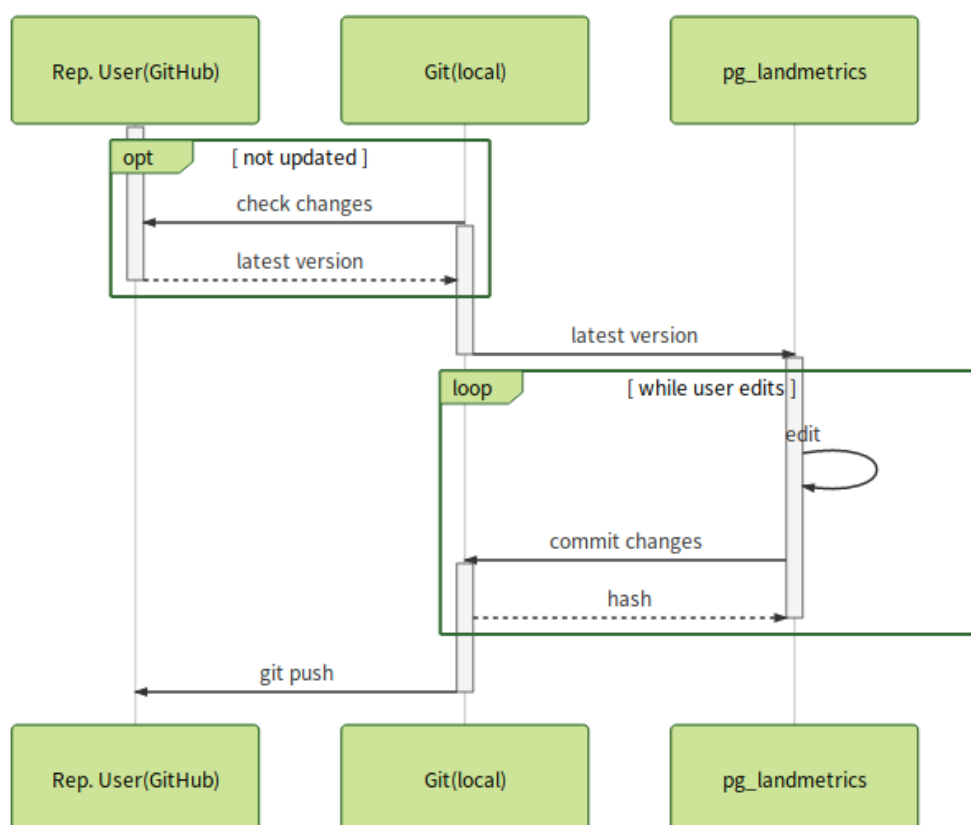 Rep. User(GitHub)
Git(local)
pg_landmetrics
opt
[ not updated ]
check changes
latest version
latest version
loop
[ while user edits ]
edit
commit changes
hash
git push
Rep. User(GitHub)
Git(local)
pg_landmetrics